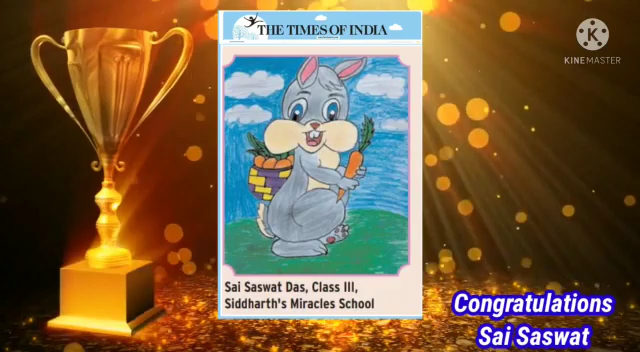 THE TIMES OF INDIA
KINEMASTER
Sai Saswat Das, Class III,
Siddharth's Miracles School
Congratulations
Sai Saswat